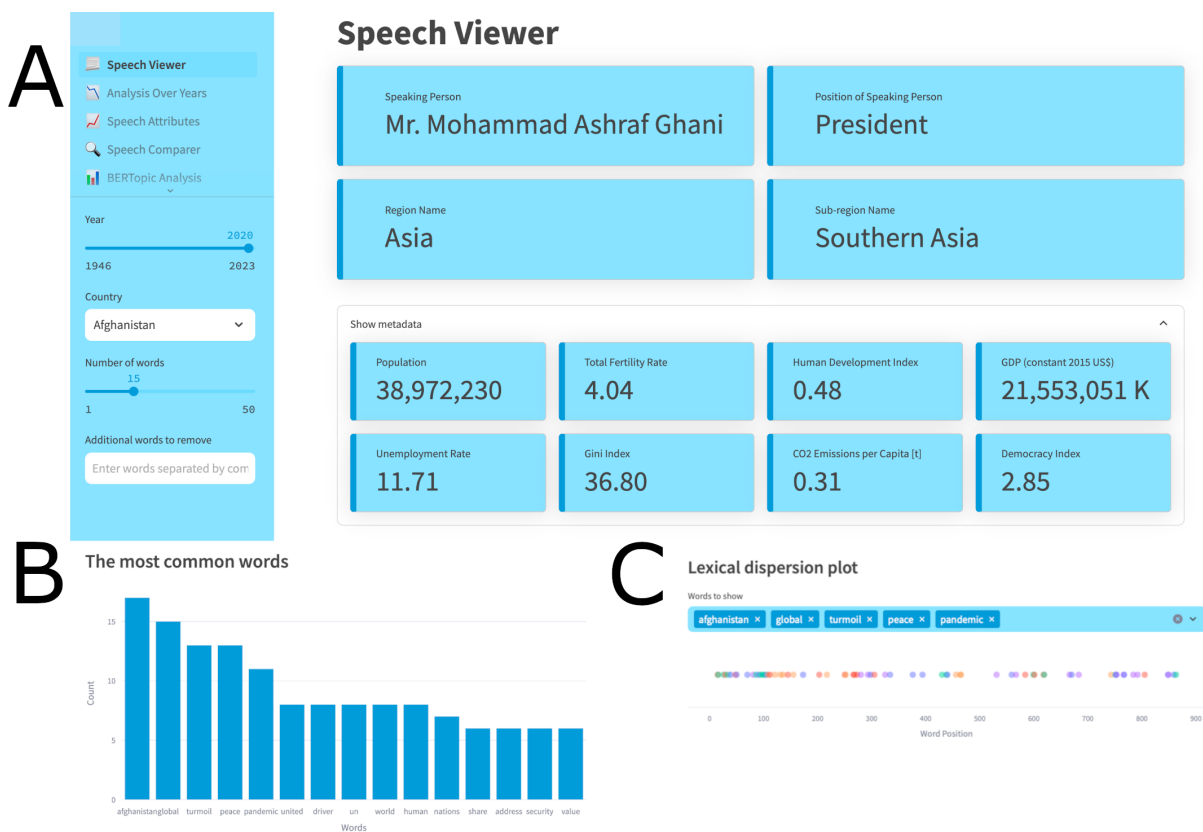 A
Speech Viewer
Analysis Over Years
Speech Attributes
Speech Comparer
BERTopic Analysis
Year
2020
1946 2023
Country
Afghanistan
Number of words
15
1 50
Additional words to remove
Enter words separated by com
Speech Viewer
Speaking Person
Mr. Mohammad Ashraf Ghani
Position of Speaking Person
President
Region Name
Asia
Sub-region Name
Southern Asia
Show metadata
Population
38,972,230
Total Fertility Rate
4.04
Human Development Index
0.48
GDP (constant 2015 US$)
21,553,051 K
Unemployment Rate
11.71
Gini Index
36.80
CO2 Emissions per Capita [t]
0.31
Democracy Index
2.85
B
The most common words
15
10
5
0
Count
afghanistan global turmoil peace pandemic united driver un world human nations share address security value
Words
C
Lexical dispersion plot
Words to show
afghanistan × global × turmoil × peace × pandemic ×
0 100 200 300 400 500 600 700 800 900
Word Position